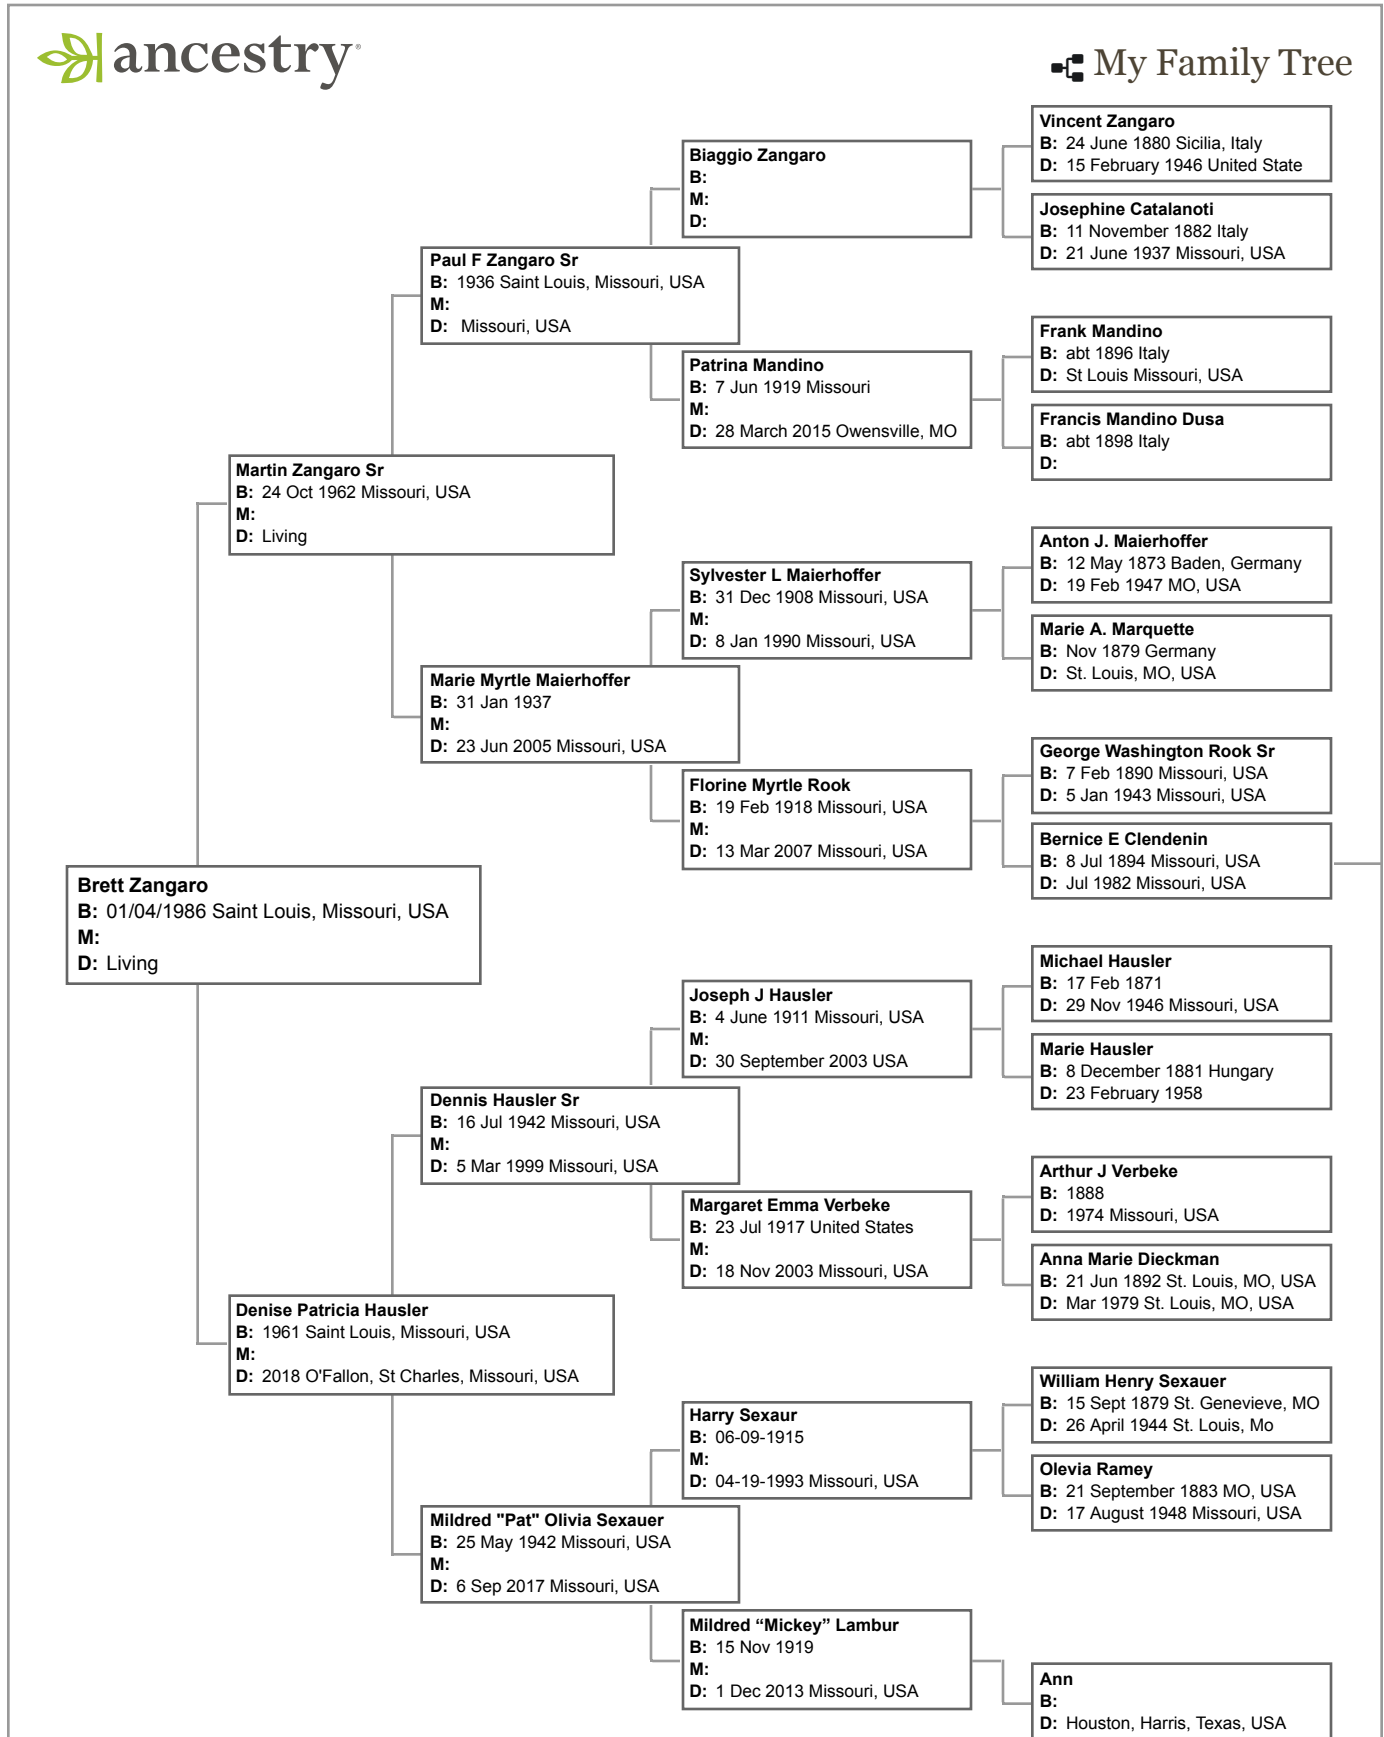 ancestry
My Family Tree
Vincent Zangaro
B: 24 June 1880 Sicilia, Italy
D: 15 February 1946 United State
Biaggio Zangaro
B:
M:
D:
Josephine Catalanoti
B: 11 November 1882 Italy
D: 21 June 1937 Missouri, USA
Paul F Zangaro Sr
B: 1936 Saint Louis, Missouri, USA
M:
D: Missouri, USA
Frank Mandino
B: abt 1896 Italy
D: St Louis Missouri, USA
Patrina Mandino
B: 7 Jun 1919 Missouri
M:
D: 28 March 2015 Owensville, MO
Francis Mandino Dusa
B: abt 1898 Italy
D:
Martin Zangaro Sr
B: 24 Oct 1962 Missouri, USA
M:
D: Living
Anton J. Maierhoffer
B: 12 May 1873 Baden, Germany
D: 19 Feb 1947 MO, USA
Sylvester L Maierhoffer
B: 31 Dec 1908 Missouri, USA
M:
D: 8 Jan 1990 Missouri, USA
Marie A. Marquette
B: Nov 1879 Germany
D: St. Louis, MO, USA
Marie Myrtle Maierhoffer
B: 31 Jan 1937
M:
D: 23 Jun 2005 Missouri, USA
George Washington Rook Sr
B: 7 Feb 1890 Missouri, USA
D: 5 Jan 1943 Missouri, USA
Florine Myrtle Rook
B: 19 Feb 1918 Missouri, USA
M:
D: 13 Mar 2007 Missouri, USA
Bernice E Clendenin
B: 8 Jul 1894 Missouri, USA
D: Jul 1982 Missouri, USA
Brett Zangaro
B: 01/04/1986 Saint Louis, Missouri, USA
M:
D: Living
Michael Hausler
B: 17 Feb 1871
D: 29 Nov 1946 Missouri, USA
Joseph J Hausler
B: 4 June 1911 Missouri, USA
M:
D: 30 September 2003 USA
Marie Hausler
B: 8 December 1881 Hungary
D: 23 February 1958
Dennis Hausler Sr
B: 16 Jul 1942 Missouri, USA
M:
D: 5 Mar 1999 Missouri, USA
Arthur J Verbeke
B: 1888
D: 1974 Missouri, USA
Margaret Emma Verbeke
B: 23 Jul 1917 United States
M:
D: 18 Nov 2003 Missouri, USA
Anna Marie Dieckman
B: 21 Jun 1892 St. Louis, MO, USA
D: Mar 1979 St. Louis, MO, USA
Denise Patricia Hausler
B: 1961 Saint Louis, Missouri, USA
M:
D: 2018 O'Fallon, St Charles, Missouri, USA
William Henry Sexauer
B: 15 Sept 1879 St. Genevieve, MO
D: 26 April 1944 St. Louis, Mo
Harry Sexaur
B: 06-09-1915
M:
D: 04-19-1993 Missouri, USA
Olevia Ramey
B: 21 September 1883 MO, USA
D: 17 August 1948 Missouri, USA
Mildred "Pat" Olivia Sexauer
B: 25 May 1942 Missouri, USA
M:
D: 6 Sep 2017 Missouri, USA
Mildred “Mickey” Lambur
B: 15 Nov 1919
M:
D: 1 Dec 2013 Missouri, USA
Ann
B:
D: Houston, Harris, Texas, USA